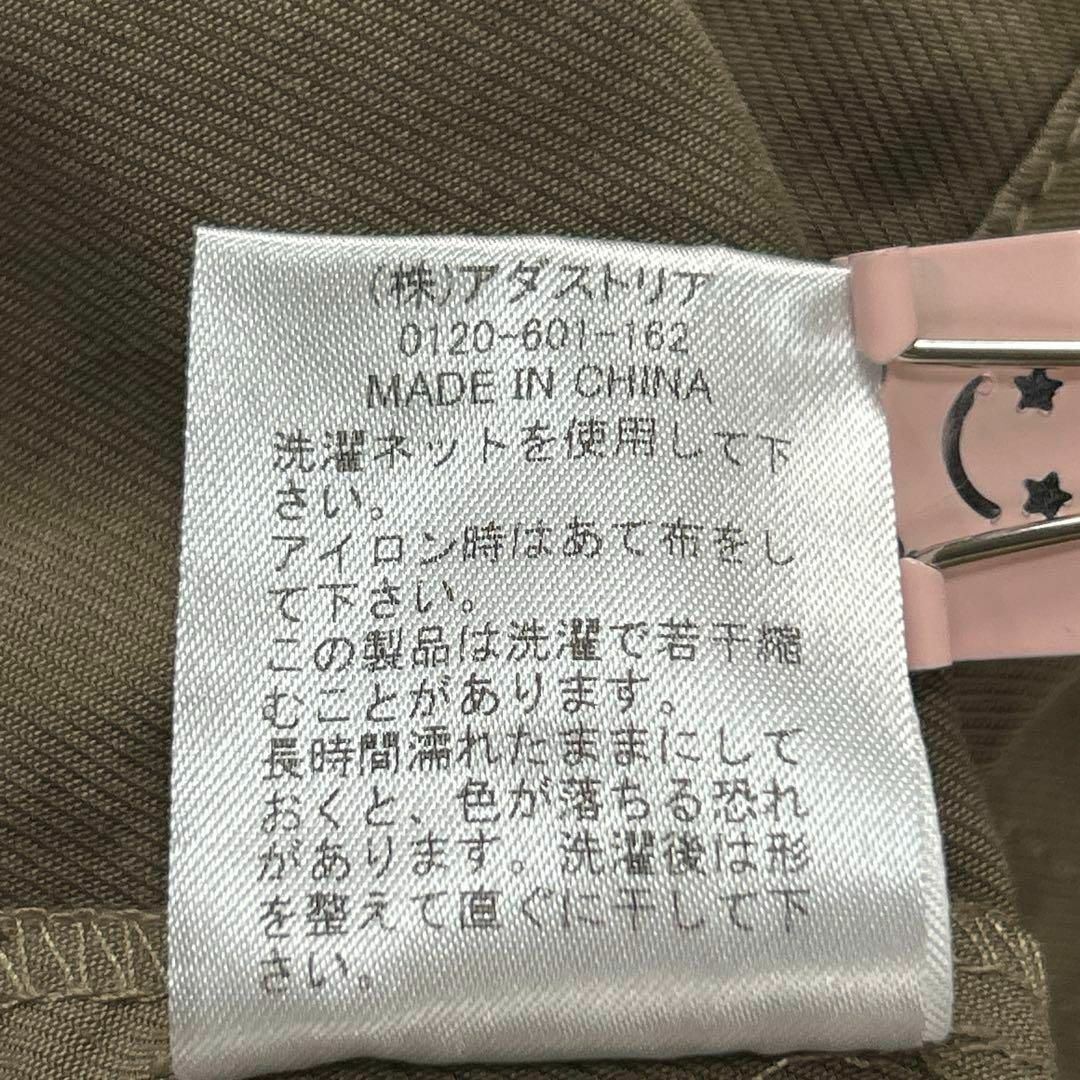 (株)アダストリア
0120-601-162
MADE IN CHINA
洗濯ネットを使用して下
さい。
アイロン時はあて布をし
て下さい。
この製品は洗濯で若干縮
むことがあります。
長時間濡れたままにして
おくと、色が落ちる恐れ
があります。洗濯後は形
を整えて直ぐに干して下
さい。